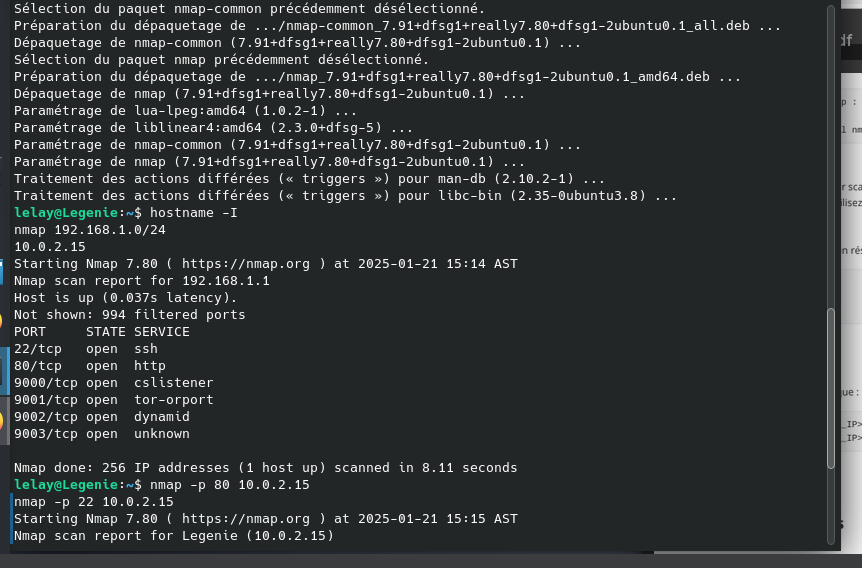 Sélection du paquet nmap-common précédemment désélectionné.
Préparation du dépaquetage de .../nmap-common_7.91+dfsg1+really7.80+dfsg1-2ubuntu0.1_all.deb ...
Dépaquetage de nmap-common (7.91+dfsg1+really7.80+dfsg1-2ubuntu0.1) ...
Sélection du paquet nmap précédemment désélectionné.
Préparation du dépaquetage de .../nmap_7.91+dfsg1+really7.80+dfsg1-2ubuntu0.1_amd64.deb ...
Dépaquetage de nmap (7.91+dfsg1+really7.80+dfsg1-2ubuntu0.1) ...
Paramétrage de lua-lpeg:amd64 (1.0.2-1) ...
Paramétrage de liblinear4:amd64 (2.3.0+dfsg-5) ...
Paramétrage de nmap-common (7.91+dfsg1+really7.80+dfsg1-2ubuntu0.1) ...
Paramétrage de nmap (7.91+dfsg1+really7.80+dfsg1-2ubuntu0.1) ...
Traitement des actions différées (« triggers ») pour man-db (2.10.2-1) ...
Traitement des actions différées (« triggers ») pour libc-bin (2.35-0ubuntu3.8) ...
lelay@Legenie:~$ hostname -I
nmap 192.168.1.0/24
10.0.2.15
Starting Nmap 7.80 ( https://nmap.org ) at 2025-01-21 15:14 AST
Nmap scan report for 192.168.1.1
Host is up (0.037s latency).
Not shown: 994 filtered ports
PORT     STATE SERVICE
22/tcp   open  ssh
80/tcp   open  http
9000/tcp open  cslistener
9001/tcp open  tor-orport
9002/tcp open  dynamid
9003/tcp open  unknown
Nmap done: 256 IP addresses (1 host up) scanned in 8.11 seconds
lelay@Legenie:~$ nmap -p 80 10.0.2.15
nmap -p 22 10.0.2.15
Starting Nmap 7.80 ( https://nmap.org ) at 2025-01-21 15:15 AST
Nmap scan report for Legenie (10.0.2.15)
df
p :
l nm
r sca
ilisez
n rés
ue :
_IP>
_IP>
s